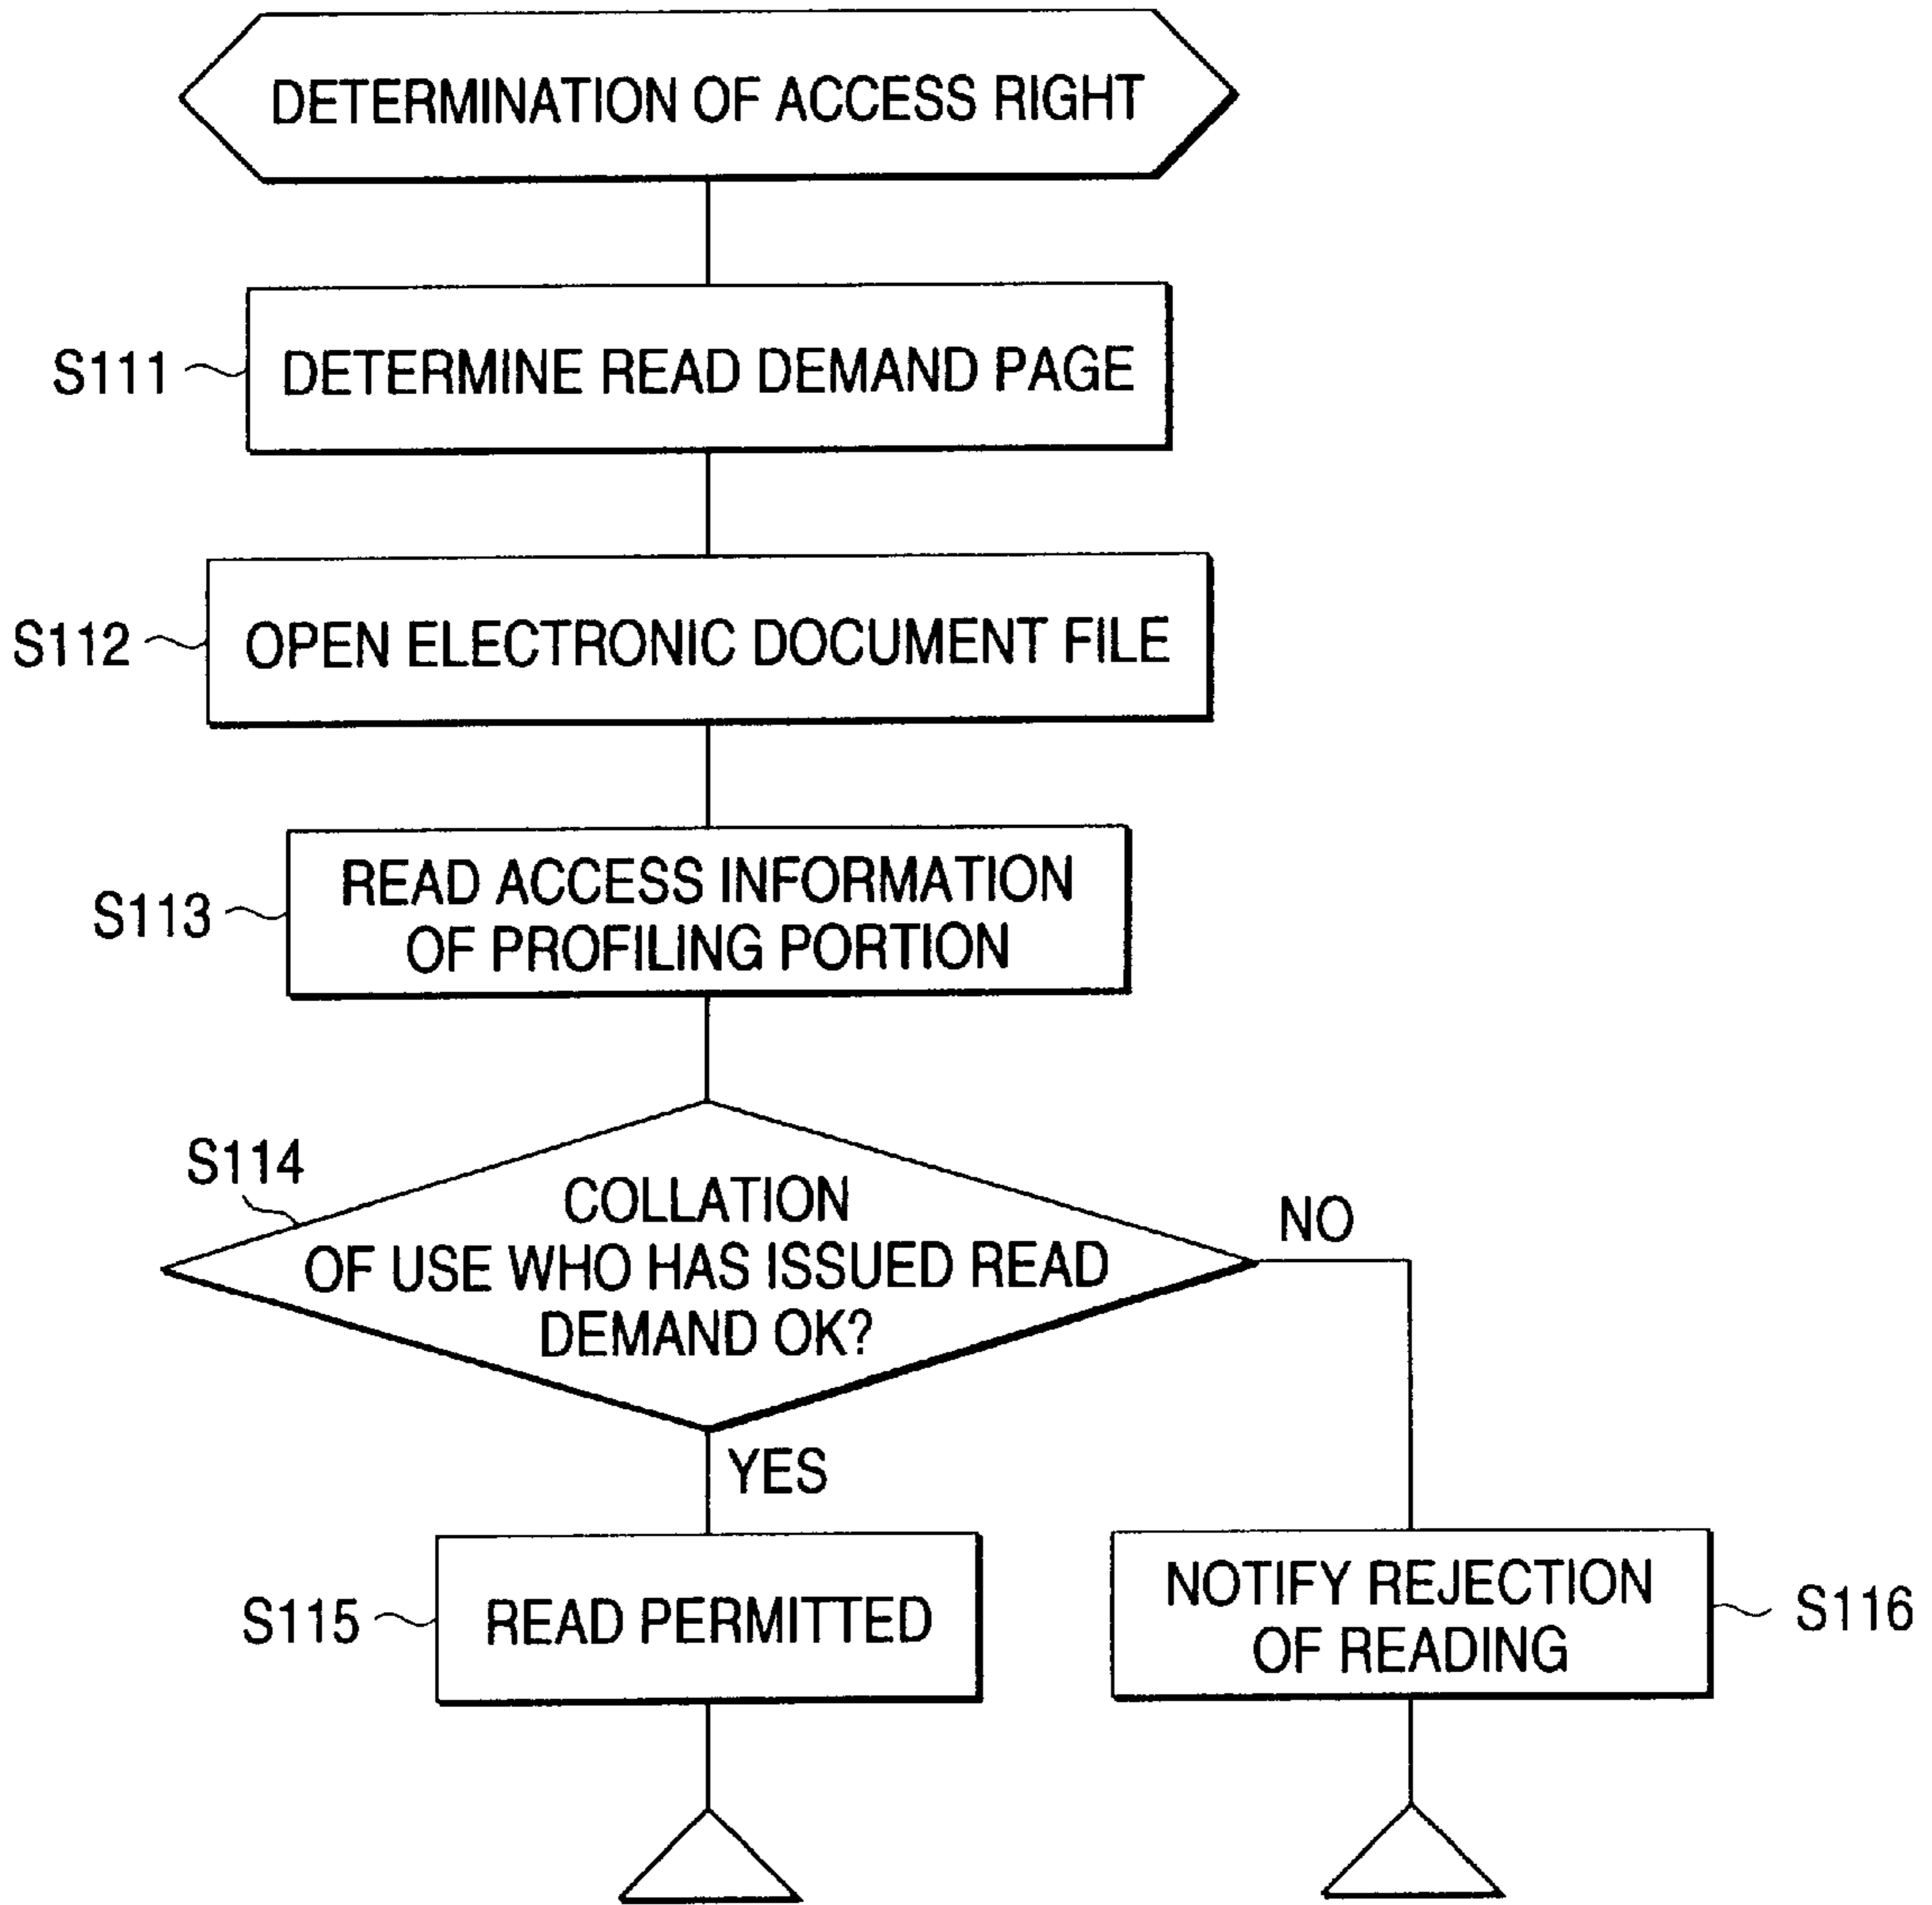 DETERMINATION OF ACCESS RIGHT
S111
DETERMINE READ DEMAND PAGE
S112
OPEN ELECTRONIC DOCUMENT FILE
S113
READ ACCESS INFORMATION
OF PROFILING PORTION
S114
COLLATION
OF USE WHO HAS ISSUED READ
DEMAND OK?
NO
YES
S115
READ PERMITTED
NOTIFY REJECTION
OF READING
S116